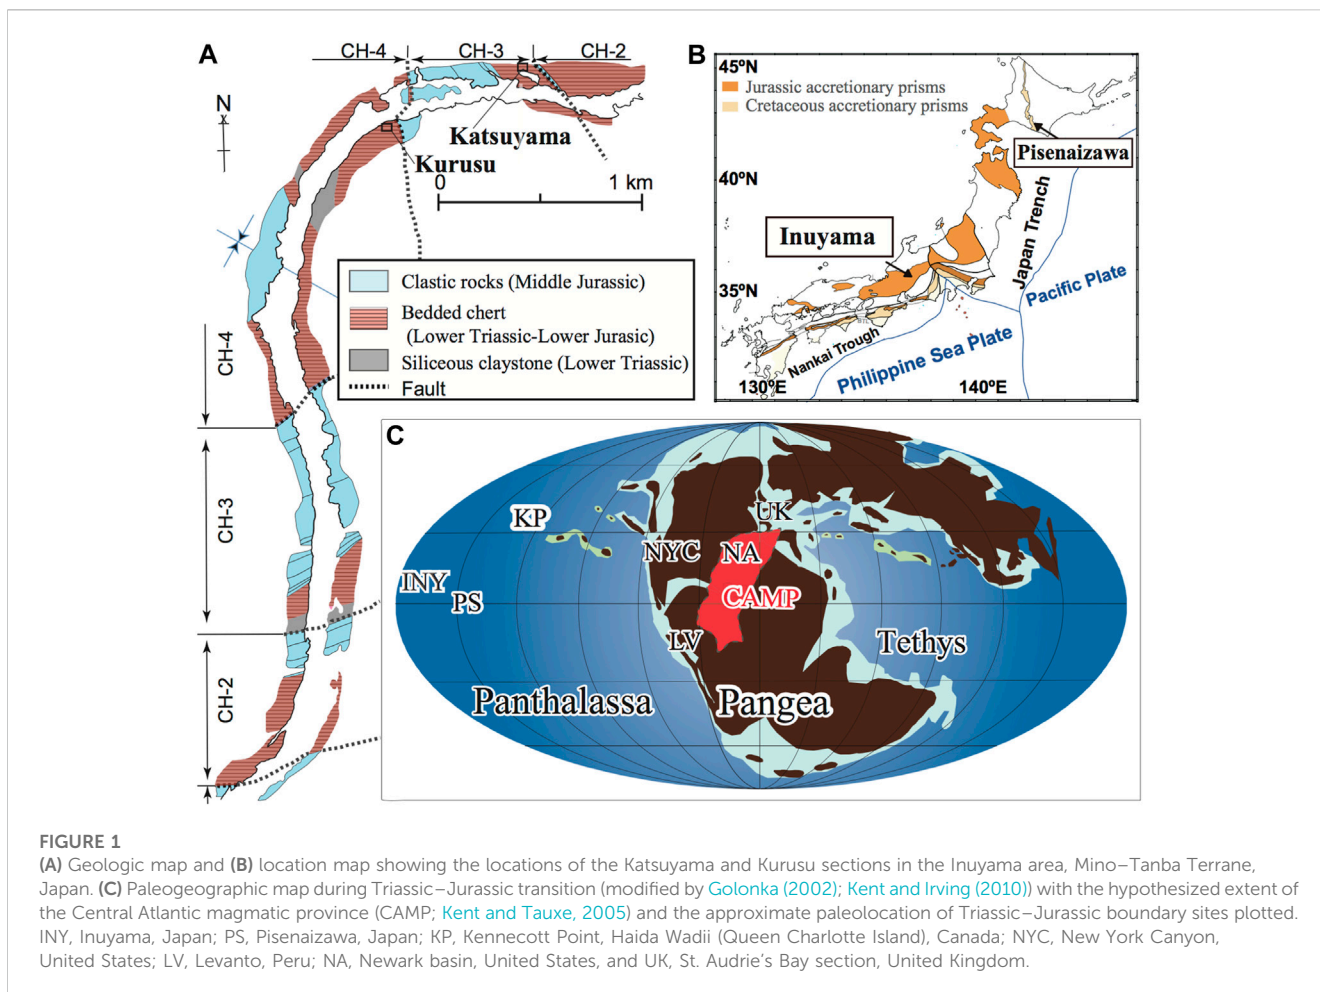 (A)
CH-4
CH-3
CH-2
N
Katsuyama
Kurusu
0
1 km
Clastic rocks (Middle Jurassic)
Bedded chert
(Lower Triassic-Lower Jurasic)
Siliceous claystone (Lower Triassic)
Fault
CH-4
CH-3
CH-2
(B)
45ºN
Jurassic accretionary prisms
Cretaceous accretionary prisms
Pisenaizawa
40ºN
Inuyama
Japan Trench
35ºN
Pacific Plate
Nankai Trough
Philippine Sea Plate
130ºE
140ºE
C
KP
UK
NYC
NA
INY
PS
CAMP
LV
Tethys
Panthalassa
Pangea
FIGURE 1
(A) Geologic map and (B) location map showing the locations of the Katsuyama and Kurusu sections in the Inuyama area, Mino–Tanba Terrane,
Japan. (C) Paleogeographic map during Triassic–Jurassic transition (modified by Golonka (2002); Kent and Irving (2010)) with the hypothesized extent of
the Central Atlantic magmatic province (CAMP; Kent and Tauxe, 2005) and the approximate paleolocation of Triassic–Jurassic boundary sites plotted.
INY, Inuyama, Japan; PS, Pisenaizawa, Japan; KP, Kennecott Point, Haida Wadii (Queen Charlotte Island), Canada; NYC, New York Canyon,
United States; LV, Levanto, Peru; NA, Newark basin, United States, and UK, St. Audrie's Bay section, United Kingdom.